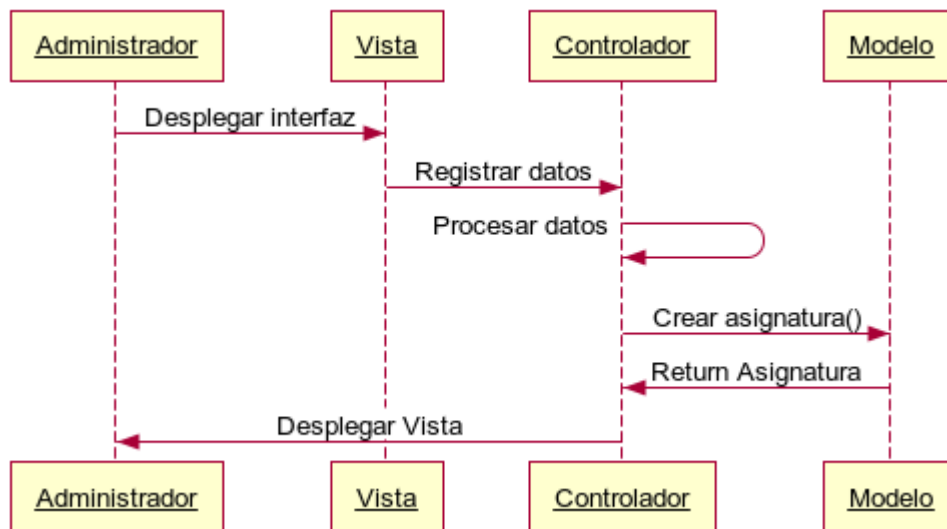 Administrador
Vista
Controlador
Modelo
Desplegar interfaz
Registrar datos
Procesar datos
Crear asignatura()
Return Asignatura
Desplegar Vista
Administrador
Vista
Controlador
Modelo